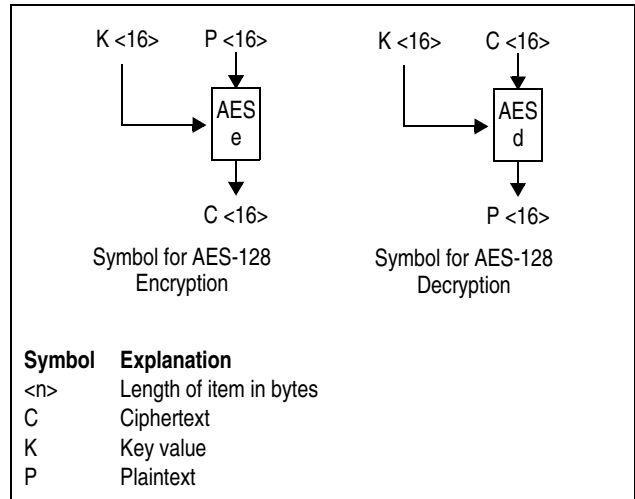 K <16> P <16> K <16> C <16>
AES
e
AES
d
C <16> P <16>
Symbol for AES-128
Encryption
Symbol for AES-128
Decryption
Symbol Explanation
<n> Length of item in bytes
C Ciphertext
K Key value
P Plaintext